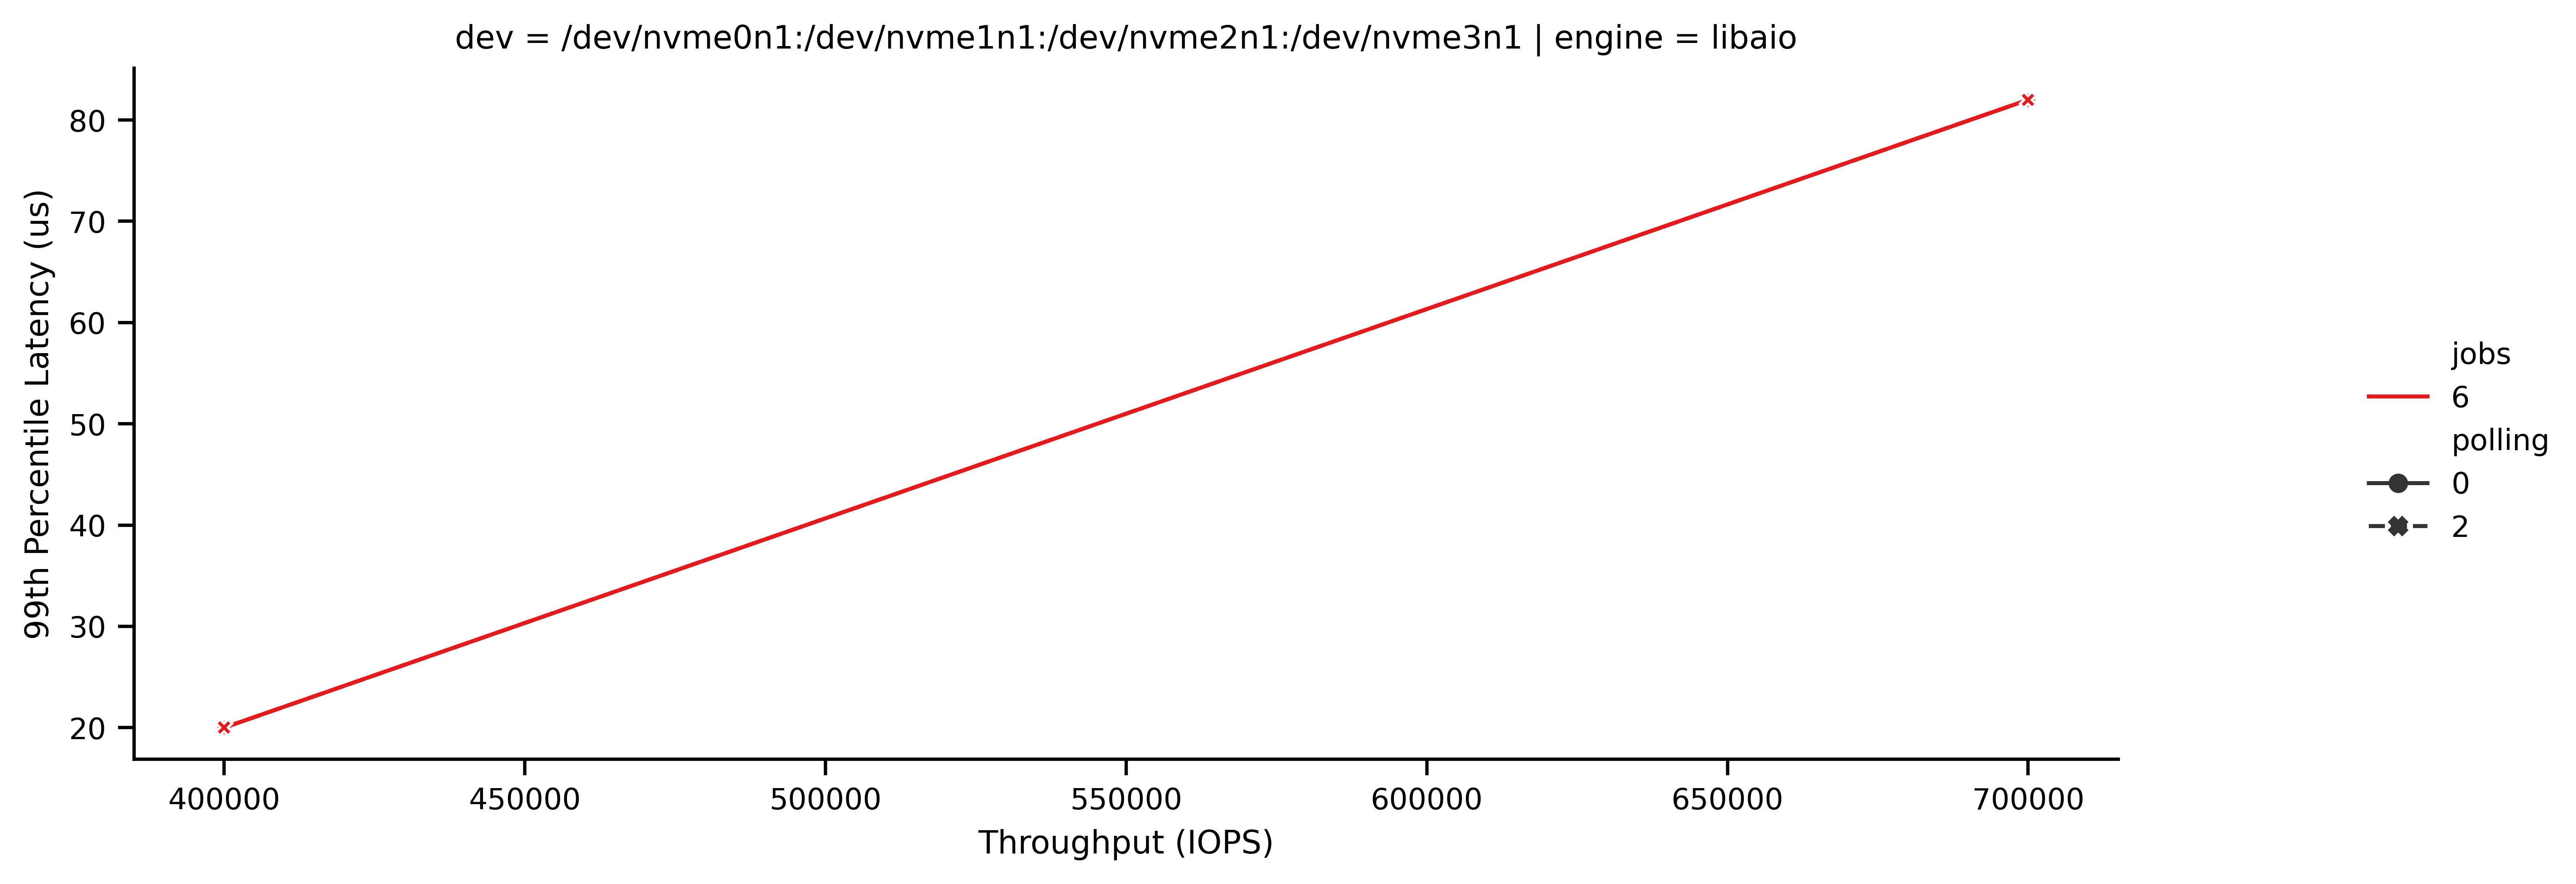 dev = /dev/nvme0n1:/dev/nvme1n1:/dev/nvme2n1:/dev/nvme3n1 | engine = libaio
99th Percentile Latency (us)
80
70
60
50
40
30
20
400000 450000 500000 550000 600000 650000 700000
Throughput (IOPS)
jobs
6
polling
0
2